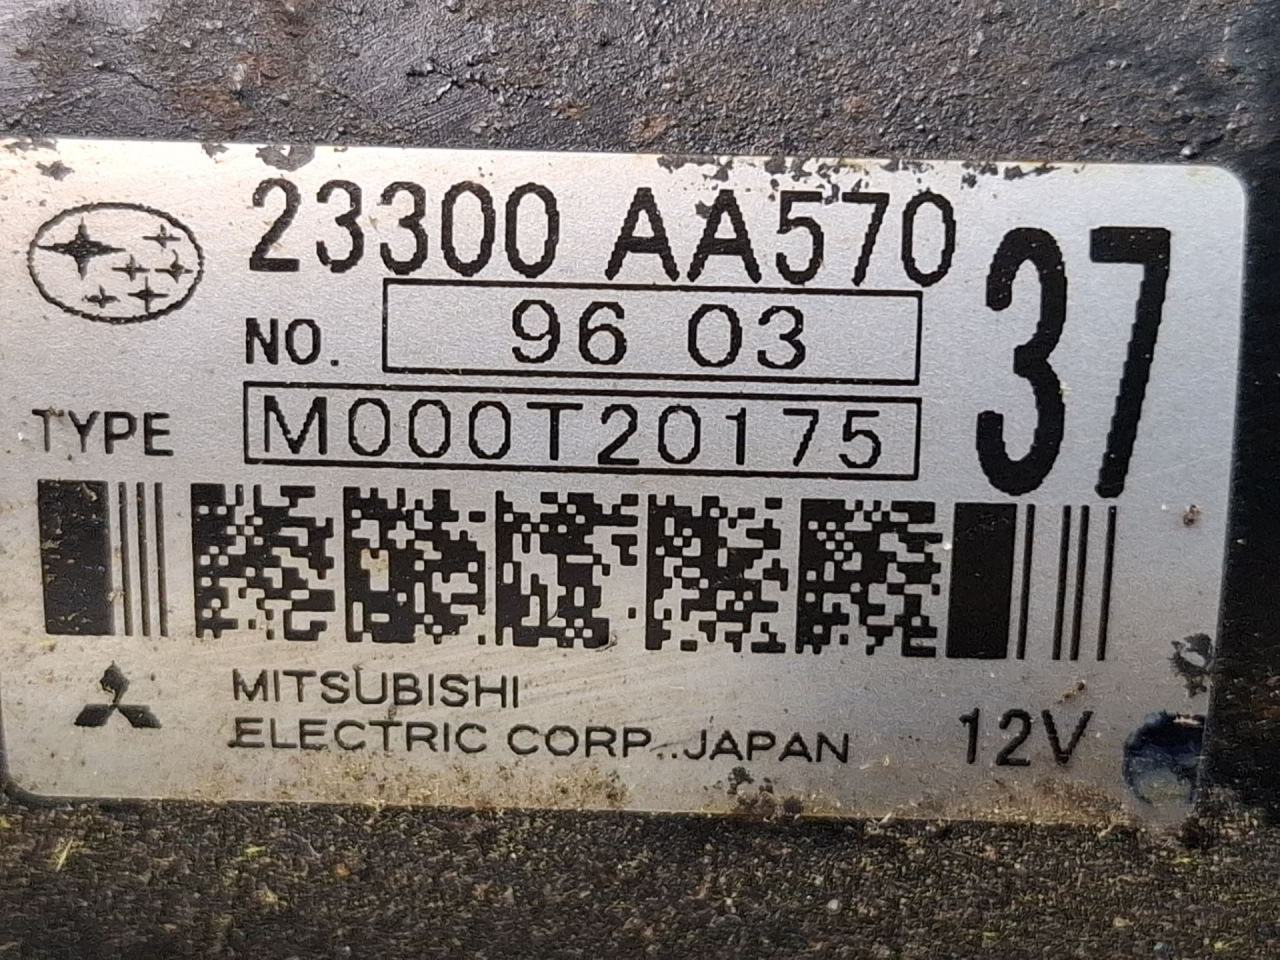 23300 AA570
37
NO. 96 03
TYPE M000T20175
MITSUBISHI
ELECTRIC CORP. JAPAN
12V